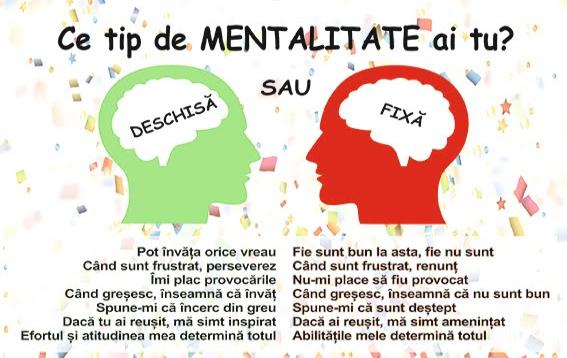 Ce tip de MENTALITATE ai tu?
SAU
DESCHISĂ
FIXĂ
Pot învăța orice vreau
Când sunt frustrat, perseverez
Îmi plac provocările
Când greșesc, înseamnă că învăț
Spune-mi că încerc din greu
Dacă tu ai reușit, mă simt inspirat
Efortul și atitudinea mea determină totul
Fie sunt bun la asta, fie nu sunt
Când sunt frustrat, renunț
Nu-mi place să fiu provocat
Când greșesc, înseamnă că nu sunt bun
Spune-mi că sunt deștept
Dacă ai reușit, mă simt amenințat
Abilitățile mele determină totul